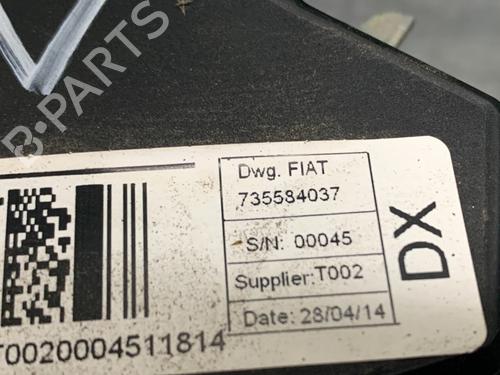 B-PARTS
Dwg. FIAT
735584037
S/N: 00045
Supplier:T002
Date: 28/04/14
DX
T0020004511814